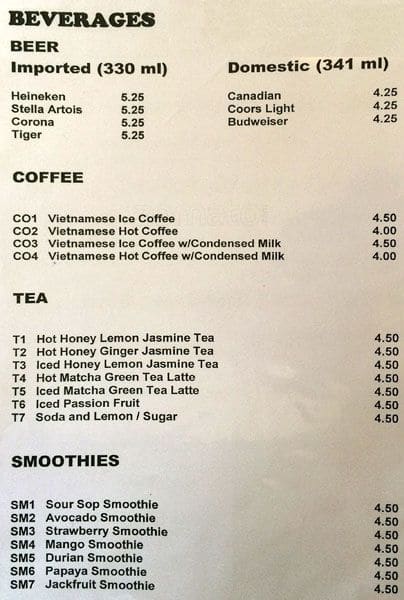 BEVERAGES
BEER
Imported (330 ml) Domestic (341 ml)
Heineken 5.25 Canadian 4.25
Stella Artois 5.25 Coors Light 4.25
Corona 5.25 Budweiser 4.25
Tiger 5.25
COFFEE
CO1 Vietnamese Ice Coffee 4.50
CO2 Vietnamese Hot Coffee 4.00
CO3 Vietnamese Ice Coffee w/Condensed Milk 4.50
CO4 Vietnamese Hot Coffee w/Condensed Milk 4.00
TEA
T1 Hot Honey Lemon Jasmine Tea 4.50
T2 Hot Honey Ginger Jasmine Tea 4.50
T3 Iced Honey Lemon Jasmine Tea 4.50
T4 Hot Matcha Green Tea Latte 4.50
T5 Iced Matcha Green Tea Latte 4.50
T6 Iced Passion Fruit 4.50
T7 Soda and Lemon / Sugar 4.50
SMOOTHIES
SM1 Sour Sop Smoothie 4.50
SM2 Avocado Smoothie 4.50
SM3 Strawberry Smoothie 4.50
SM4 Mango Smoothie 4.50
SM5 Durian Smoothie 4.50
SM6 Papaya Smoothie 4.50
SM7 Jackfruit Smoothie 4.50